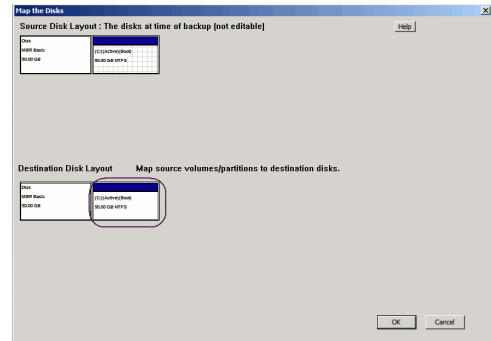 Map the Disks
Source Disk Layout : The disks at time of backup (not editable)
Help
Disk
MBR Basic
50.00 GB
(C:)(Active)(Boot)
50.00 GB NTFS
Destination Disk Layout Map source volumes/partitions to destination disks.
Disk
MBR Basic
50.00 GB
(C:)(Active)(Boot)
50.00 GB NTFS
OK Cancel